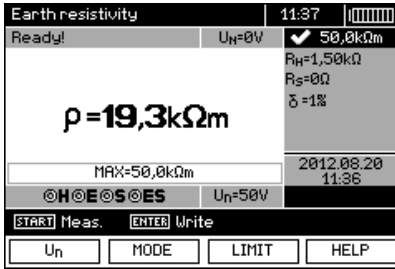 Earth resistivity 11:37
Ready! UN=0V ✔ 50,0kΩm
RH=1,50kΩ
RS=0Ω
δ=1%
ρ=19,3kΩm
MAX=50,0kΩm
2012.08.20
11:36
◎H◎E◎S◎ES Un=50V
START Meas. ENTER Write
Un MODE LIMIT HELP